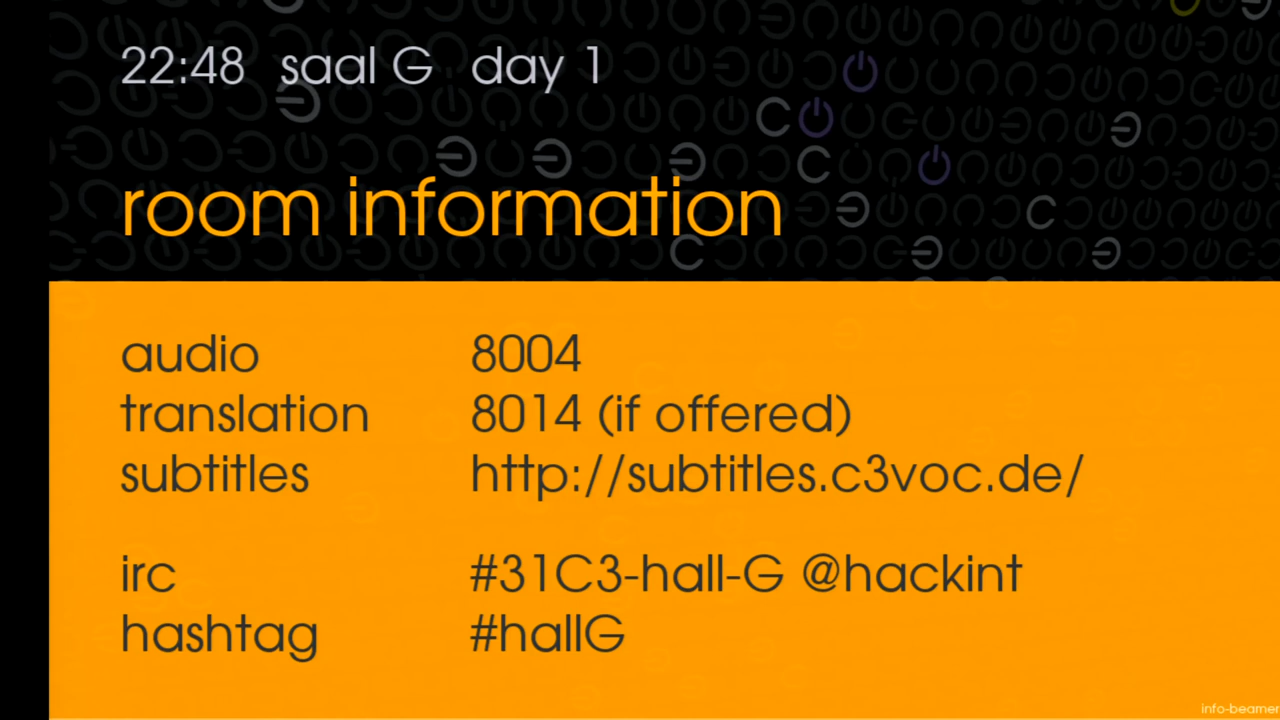 22:48 saal G day 1
room information
audio 8004
translation 8014 (if offered)
subtitles http://subtitles.c3voc.de/
irc #31C3-hall-G @hackint
hashtag #hallG
info-beamer